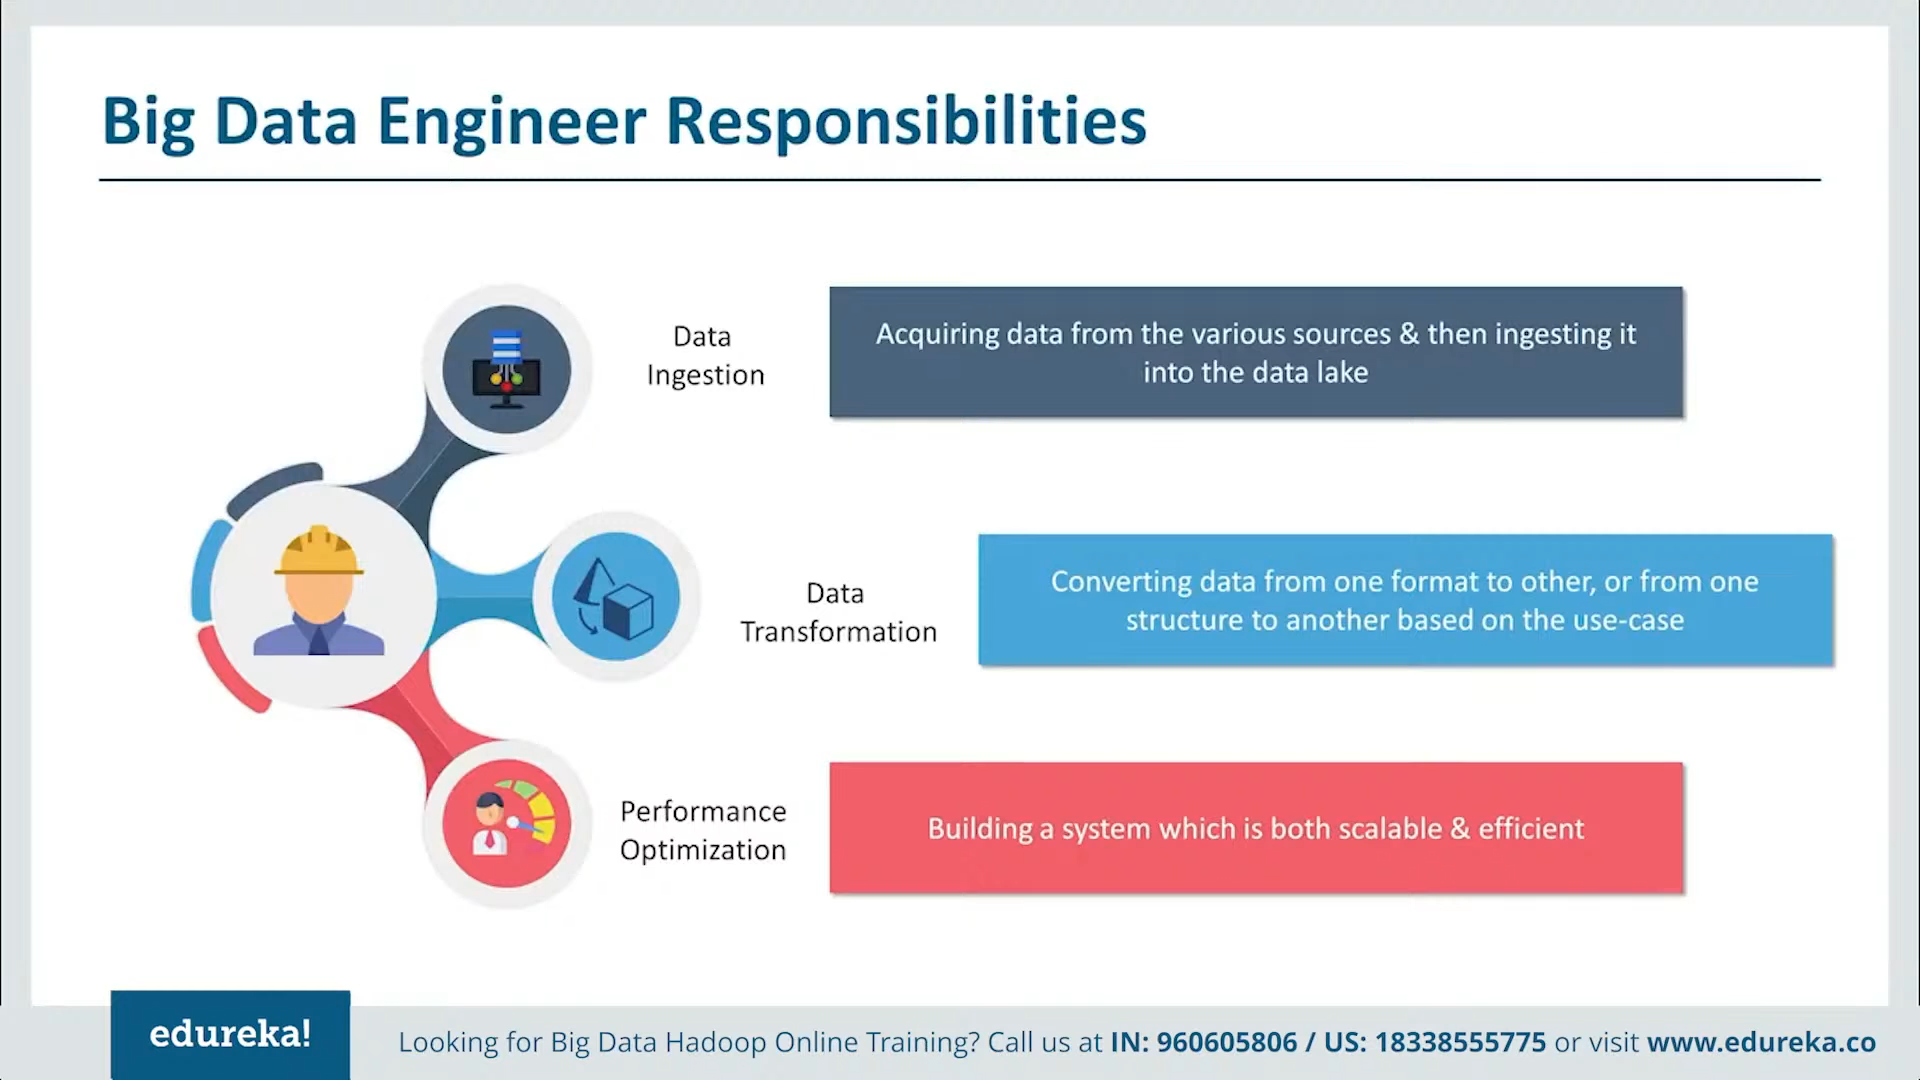 Big Data Engineer Responsibilities
Data
Ingestion
Acquiring data from the various sources & then ingesting it
into the data lake
Data
Transformation
Converting data from one format to other, or from one
structure to another based on the use-case
Performance
Optimization
Building a system which is both scalable & efficient
edureka!
Looking for Big Data Hadoop Online Training? Call us at IN: 960605806 / US: 18338555775 or visit www.edureka.co